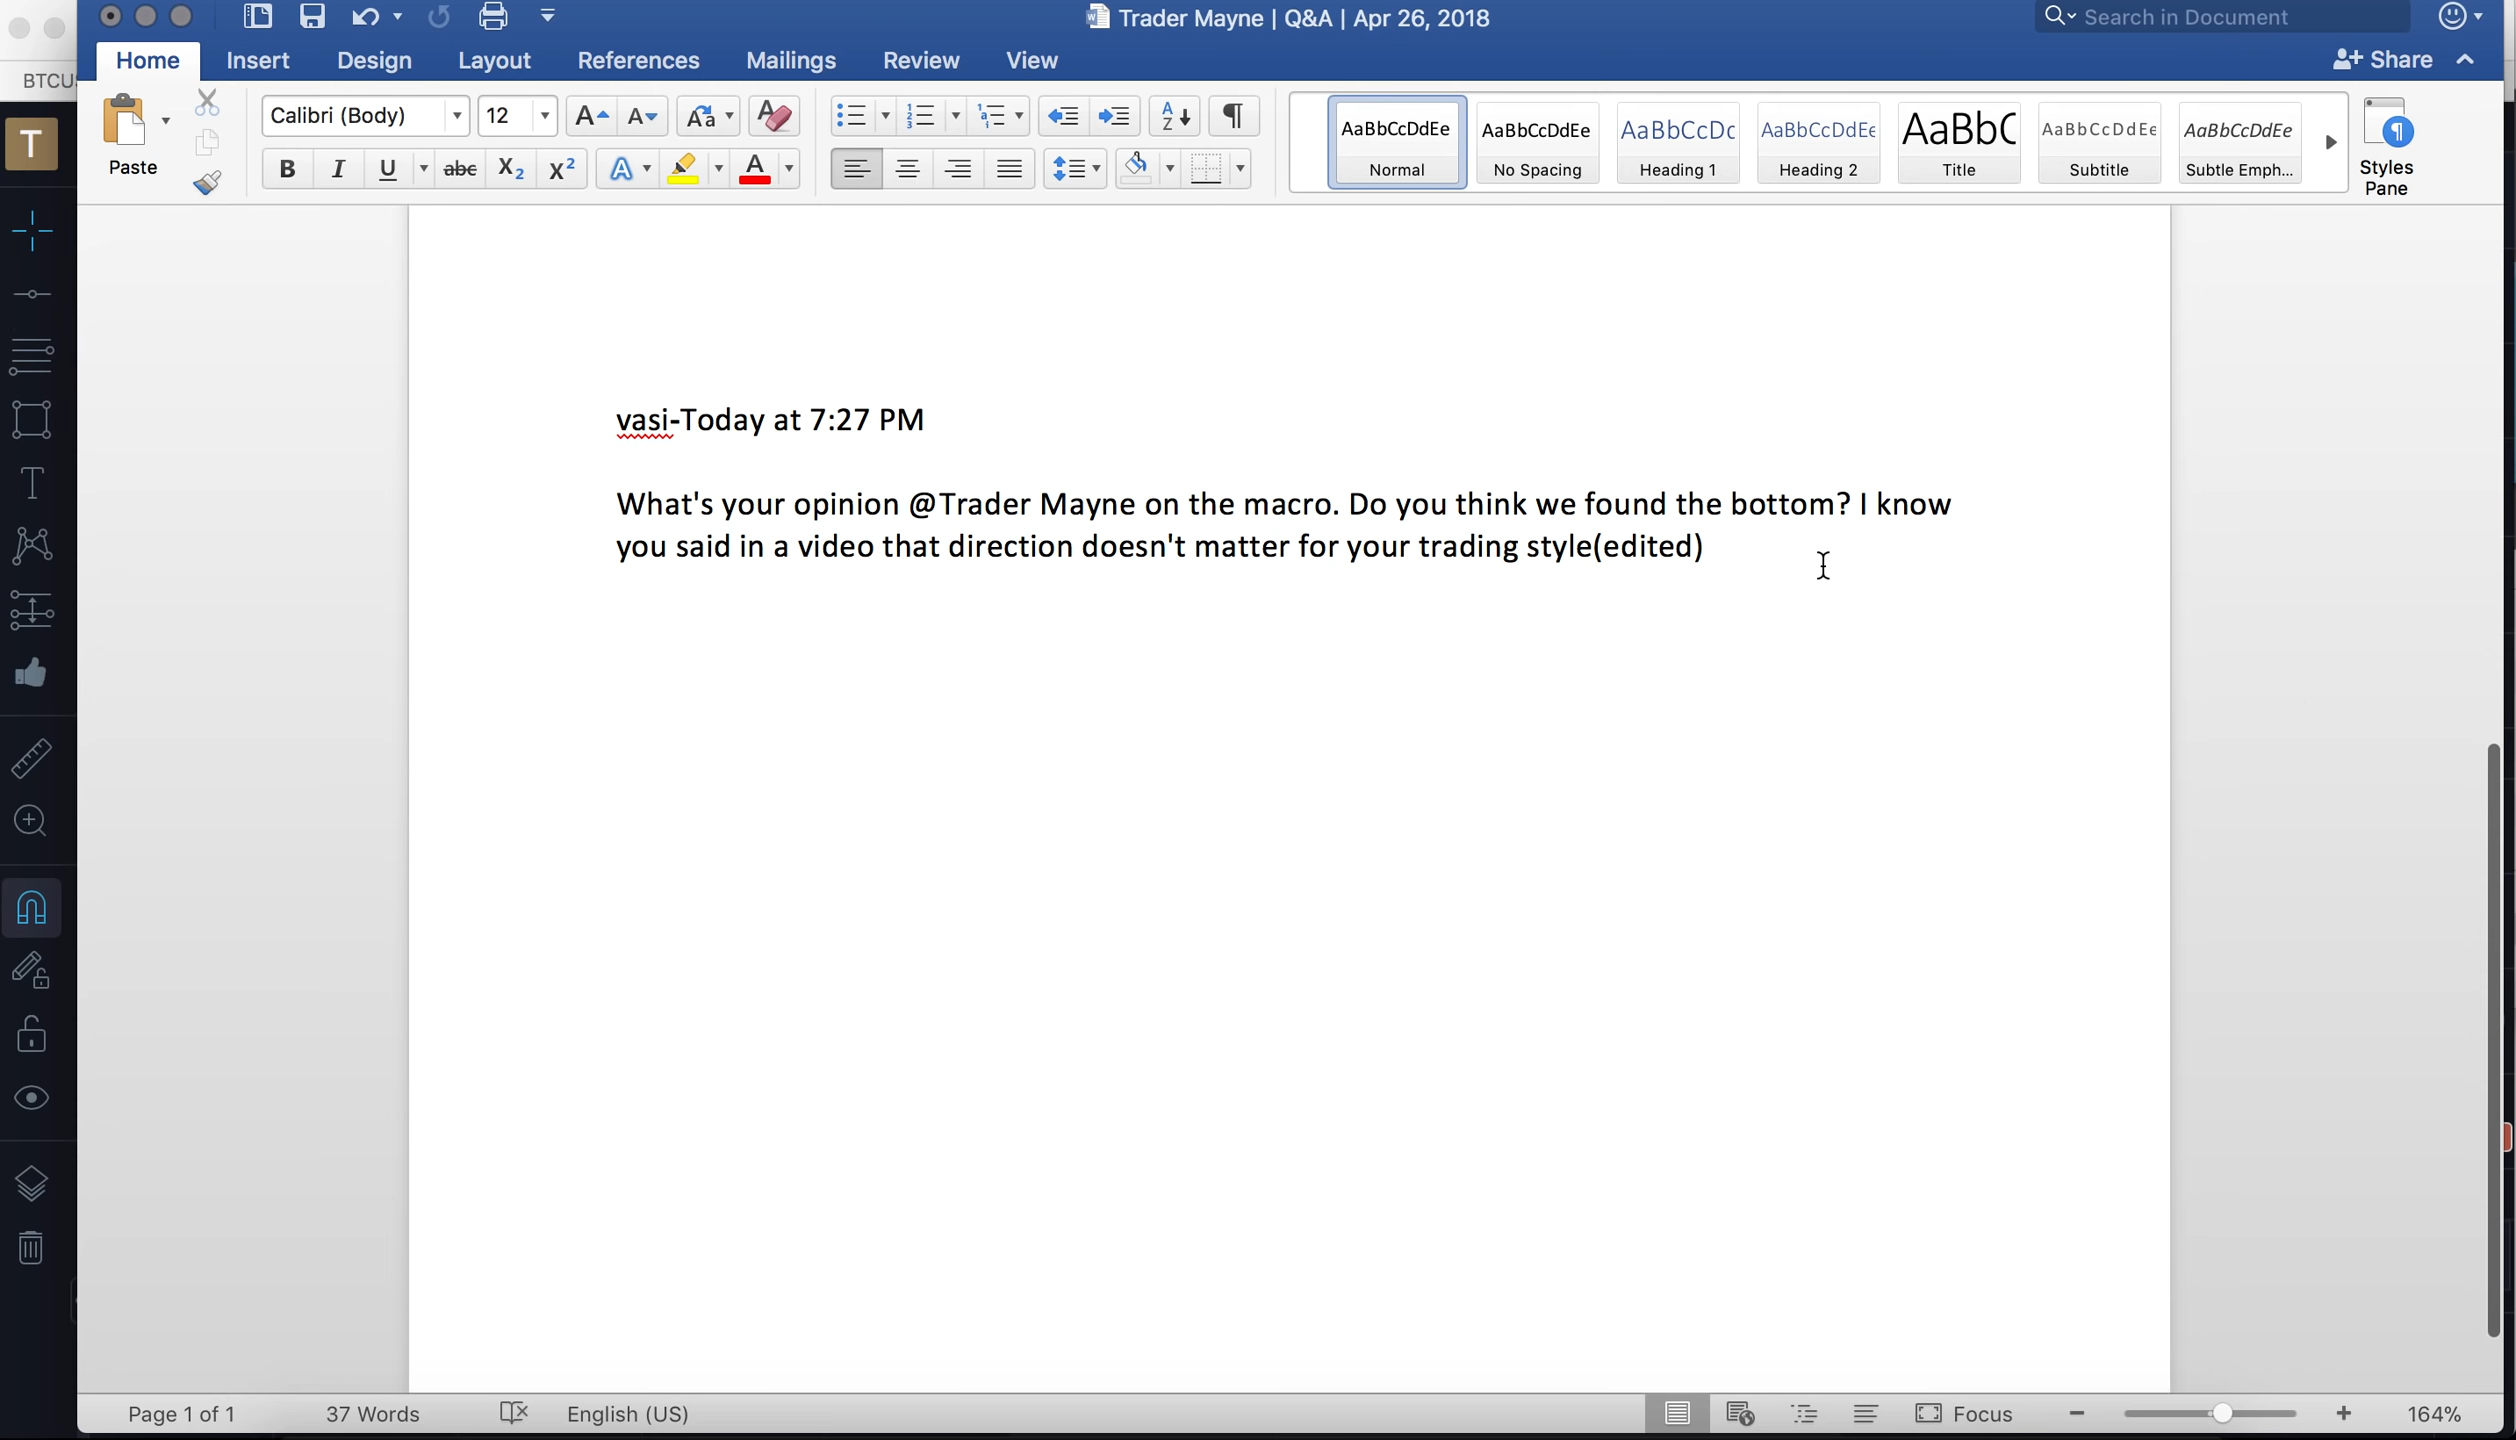 Trader Mayne | Q&A | Apr 26, 2018
Search in Document
Home Insert Design Layout References Mailings Review View
Share
BTCUS
T
Paste
Calibri (Body) 12
AaBbCcDdEe AaBbCcDdEe AaBbCcDc AaBbCcDdEe AaBbC AaBbCcDdEe AaBbCcDdEe
Normal No Spacing Heading 1 Heading 2 Title Subtitle Subtle Emph...
Styles
Pane
vasi-Today at 7:27 PM
What's your opinion @Trader Mayne on the macro. Do you think we found the bottom? I know
you said in a video that direction doesn't matter for your trading style(edited)
Page 1 of 1 37 Words English (US) Focus 164%